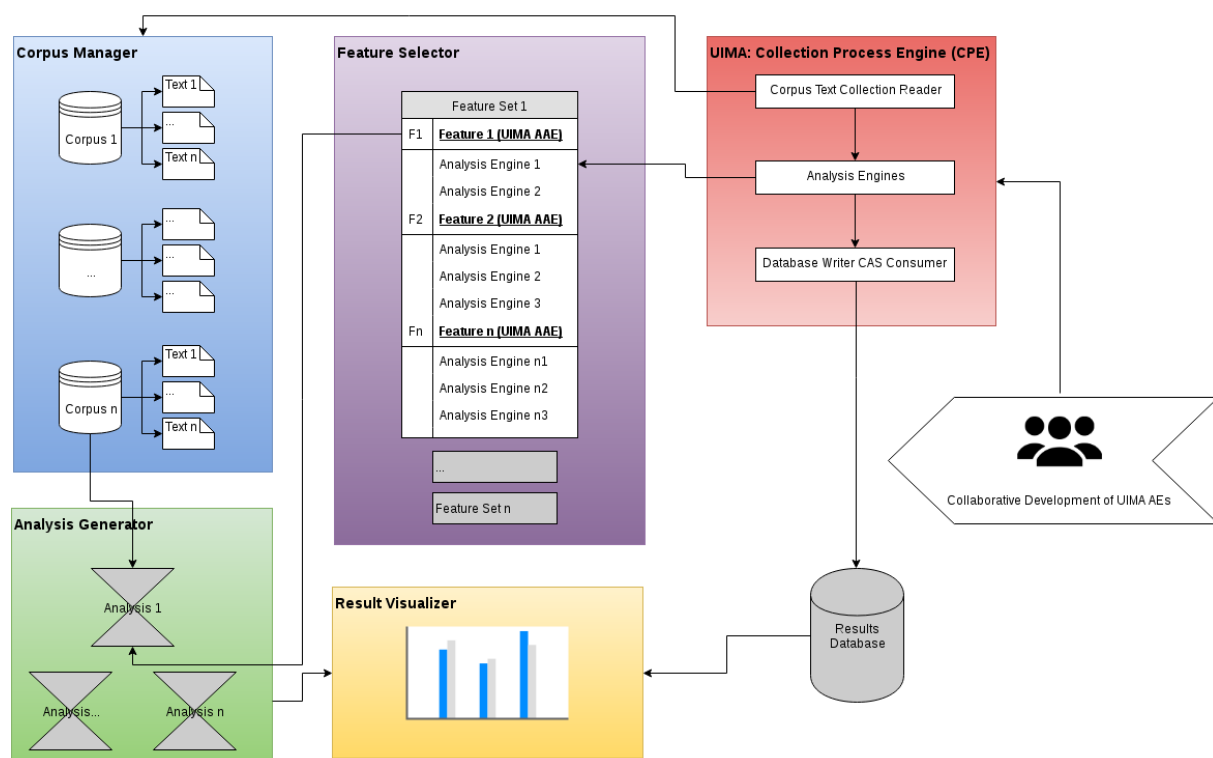 Corpus Manager
Corpus 1
Text 1
...
Text n
...
...
...
...
Corpus n
Text 1
...
Text n
Feature Selector
Feature Set 1
F1 Feature 1 (UIMA AAE)
Analysis Engine 1
Analysis Engine 2
F2 Feature 2 (UIMA AAE)
Analysis Engine 1
Analysis Engine 2
Analysis Engine 3
Fn Feature n (UIMA AAE)
Analysis Engine n1
Analysis Engine n2
Analysis Engine n3
...
Feature Set n
UIMA: Collection Process Engine (CPE)
Corpus Text Collection Reader
Analysis Engines
Database Writer CAS Consumer
Collaborative Development of UIMA AEs
Analysis Generator
Analysis 1
Analysis...
Analysis n
Result Visualizer
Results
Database